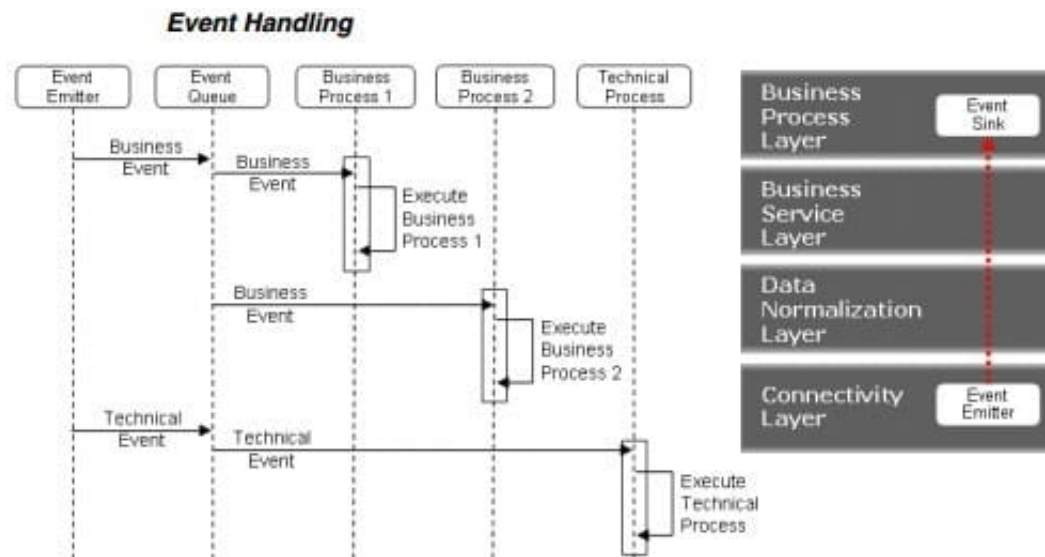 Event Handling
Event
Emitter
Event
Queue
Business
Process 1
Business
Process 2
Technical
Process
Business
Event
Business
Event
Execute
Business
Process 1
Business
Event
Execute
Business
Process 2
Technical
Event
Technical
Event
Execute
Technical
Process
Business
Process
Layer
Event
Sink
Business
Service
Layer
Data
Normalization
Layer
Connectivity
Layer
Event
Emitter